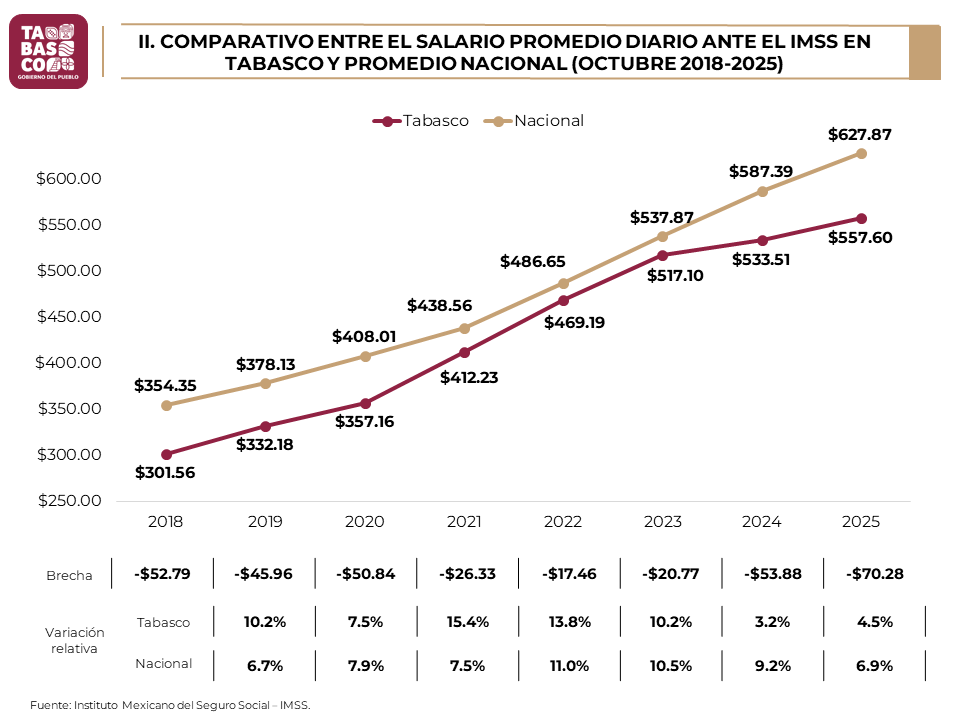 TA
BAS
CO
GOBIERNO DEL PUEBLO
II. COMPARATIVO ENTRE EL SALARIO PROMEDIO DIARIO ANTE EL IMSS EN
TABASCO Y PROMEDIO NACIONAL (OCTUBRE 2018-2025)
Tabasco Nacional
$600.00
$550.00
$500.00
$450.00
$400.00
$350.00
$300.00
$250.00
$354.35
$378.13
$408.01
$438.56
$486.65
$537.87
$587.39
$627.87
$301.56
$332.18
$357.16
$412.23
$469.19
$517.10
$533.51
$557.60
2018 2019 2020 2021 2022 2023 2024 2025
Brecha -$52.79 -$45.96 -$50.84 -$26.33 -$17.46 -$20.77 -$53.88 -$70.28
Variación
relativa
Tabasco 10.2% 7.5% 15.4% 13.8% 10.2% 3.2% 4.5%
Nacional 6.7% 7.9% 7.5% 11.0% 10.5% 9.2% 6.9%
Fuente: Instituto Mexicano del Seguro Social – IMSS.